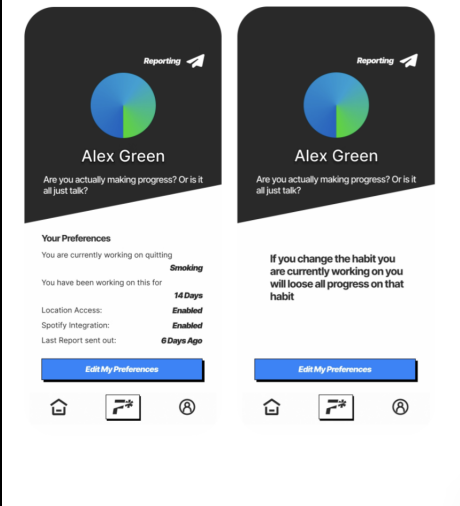 Reporting
Alex Green
Are you actually making progress? Or is it
all just talk?
Your Preferences
You are currently working on quitting
Smoking
You have been working on this for
14 Days
Location Access: Enabled
Spotify Integration: Enabled
Last Report sent out: 6 Days Ago
Edit My Preferences
Reporting
Alex Green
Are you actually making progress? Or is it
all just talk?
If you change the habit you
are currently working on you
will loose all progress on that
habit
Edit My Preferences